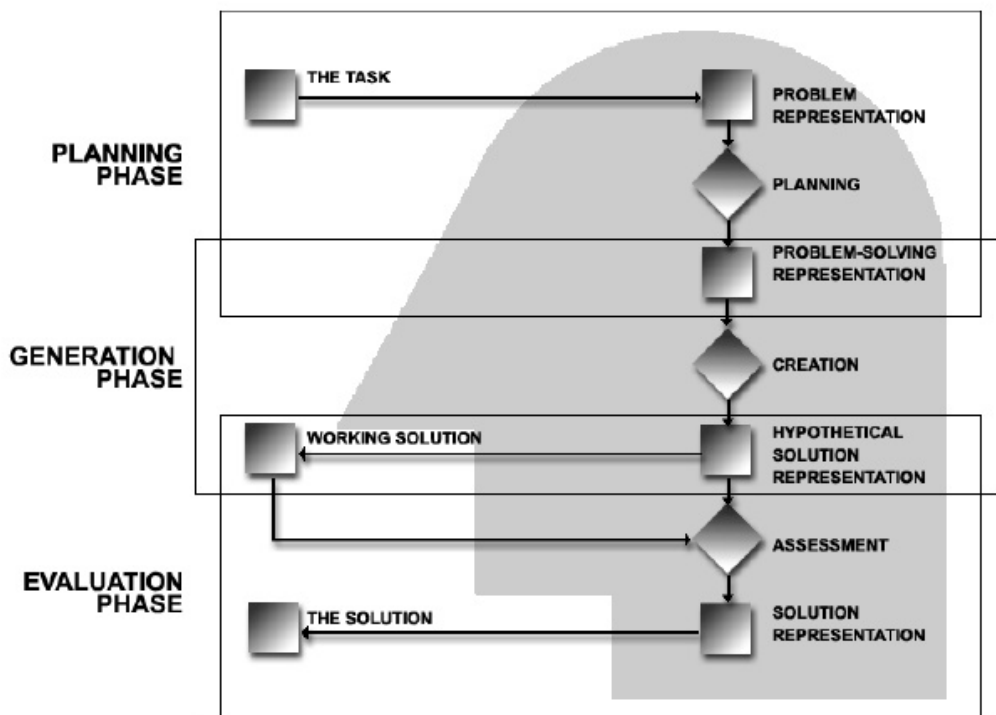 THE TASK
PROBLEM
REPRESENTATION
PLANNING
PHASE
PLANNING
PROBLEM-SOLVING
REPRESENTATION
GENERATION
PHASE
CREATION
WORKING SOLUTION
HYPOTHETICAL
SOLUTION
REPRESENTATION
ASSESSMENT
EVALUATION
PHASE
THE SOLUTION
SOLUTION
REPRESENTATION